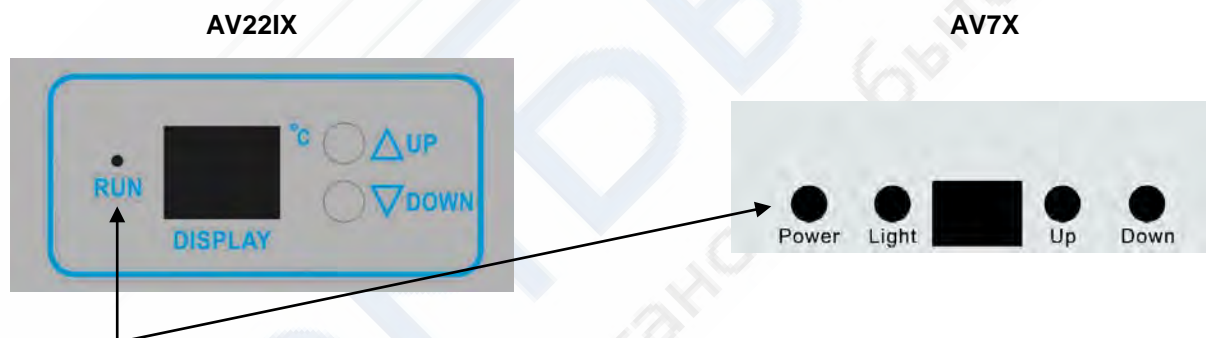 AV22IX
AV7X
°C
UP
RUN
DOWN
DISPLAY
Power
Light
Up
Down